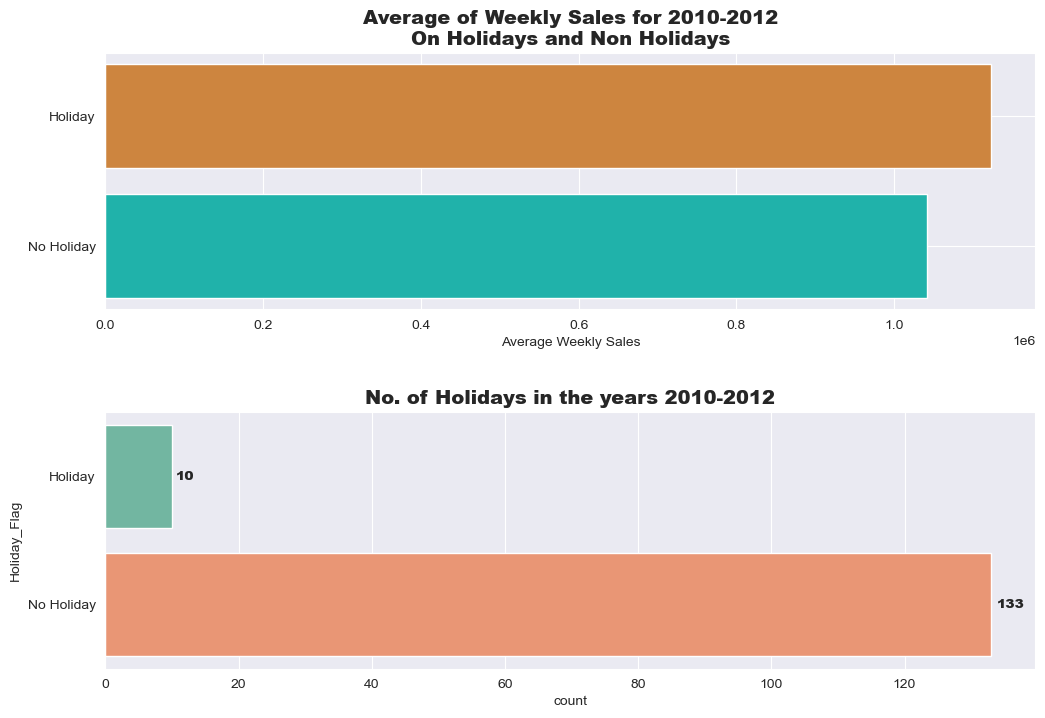 Average of Weekly Sales for 2010-2012
On Holidays and Non Holidays
Holiday
No Holiday
0.0 0.2 0.4 0.6 0.8 1.0
Average Weekly Sales
1e6
No. of Holidays in the years 2010-2012
Holiday_Flag
Holiday
10
No Holiday
133
0 20 40 60 80 100 120
count